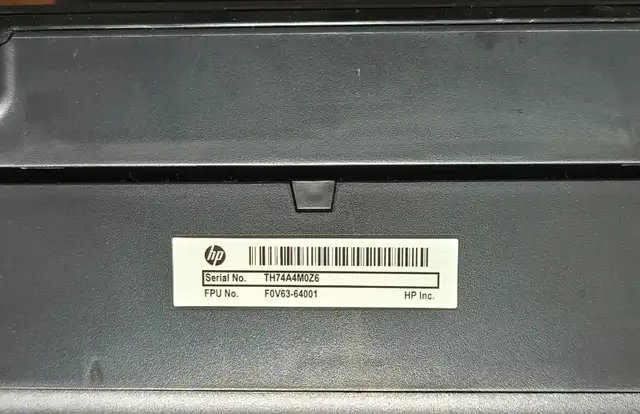 hp
Serial No. TH74A4M0Z6
FPU No. F0V63-64001 HP Inc.